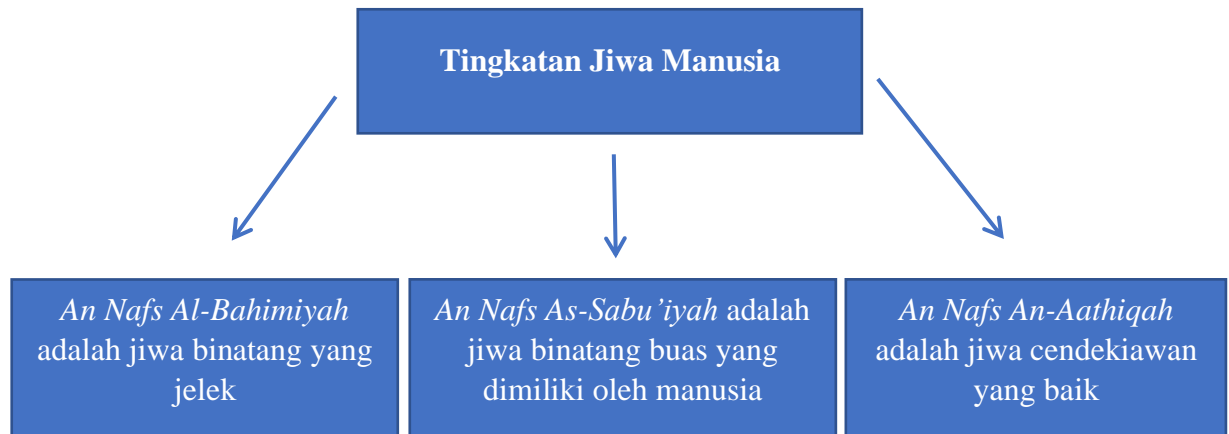 Tingkatan Jiwa Manusia
An Nafs Al-Bahimiyah
adalah jiwa binatang yang
jelek
An Nafs As-Sabu’iyah adalah
jiwa binatang buas yang
dimiliki oleh manusia
An Nafs An-Aathiqah
adalah jiwa cendekiawan
yang baik